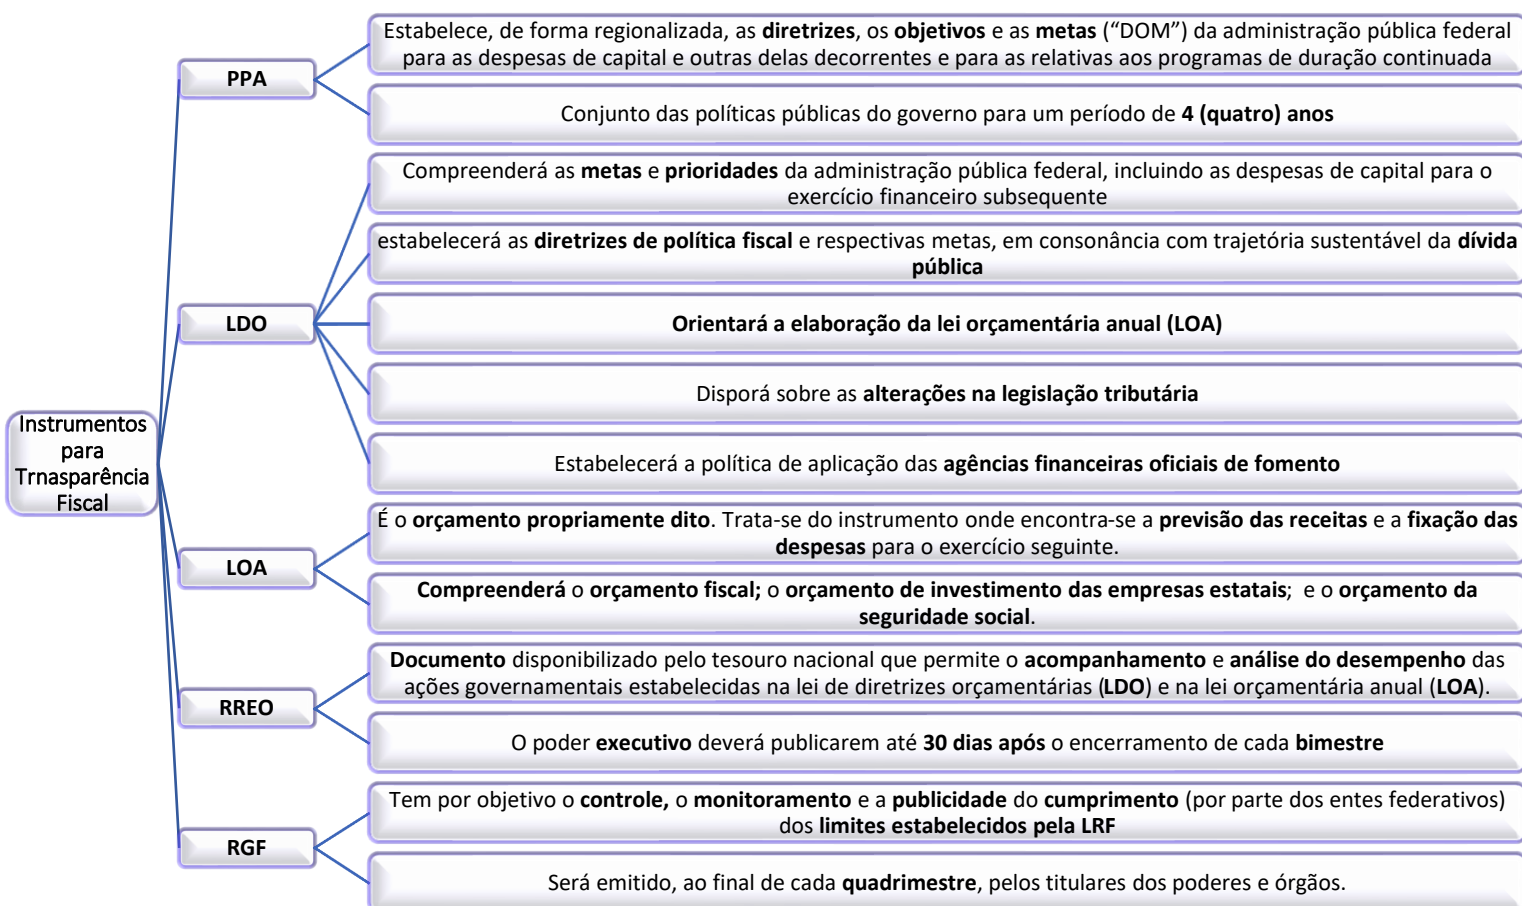 Instrumentos
para
Trnasparência
Fiscal
PPA
Estabelece, de forma regionalizada, as diretrizes, os objetivos e as metas (“DOM”) da administração pública federal
para as despesas de capital e outras delas decorrentes e para as relativas aos programas de duração continuada
Conjunto das políticas públicas do governo para um período de 4 (quatro) anos
LDO
Compreenderá as metas e prioridades da administração pública federal, incluindo as despesas de capital para o
exercício financeiro subsequente
estabelecerá as diretrizes de política fiscal e respectivas metas, em consonância com trajetória sustentável da dívida
pública
Orientará a elaboração da lei orçamentária anual (LOA)
Disporá sobre as alterações na legislação tributária
Estabelecerá a política de aplicação das agências financeiras oficiais de fomento
LOA
É o orçamento propriamente dito. Trata-se do instrumento onde encontra-se a previsão das receitas e a fixação das
despesas para o exercício seguinte.
Compreenderá o orçamento fiscal; o orçamento de investimento das empresas estatais; e o orçamento da
seguridade social.
RREO
Documento disponibilizado pelo tesouro nacional que permite o acompanhamento e análise do desempenho das
ações governamentais estabelecidas na lei de diretrizes orçamentárias (LDO) e na lei orçamentária anual (LOA).
O poder executivo deverá publicarem até 30 dias após o encerramento de cada bimestre
RGF
Tem por objetivo o controle, o monitoramento e a publicidade do cumprimento (por parte dos entes federativos)
dos limites estabelecidos pela LRF
Será emitido, ao final de cada quadrimestre, pelos titulares dos poderes e órgãos.